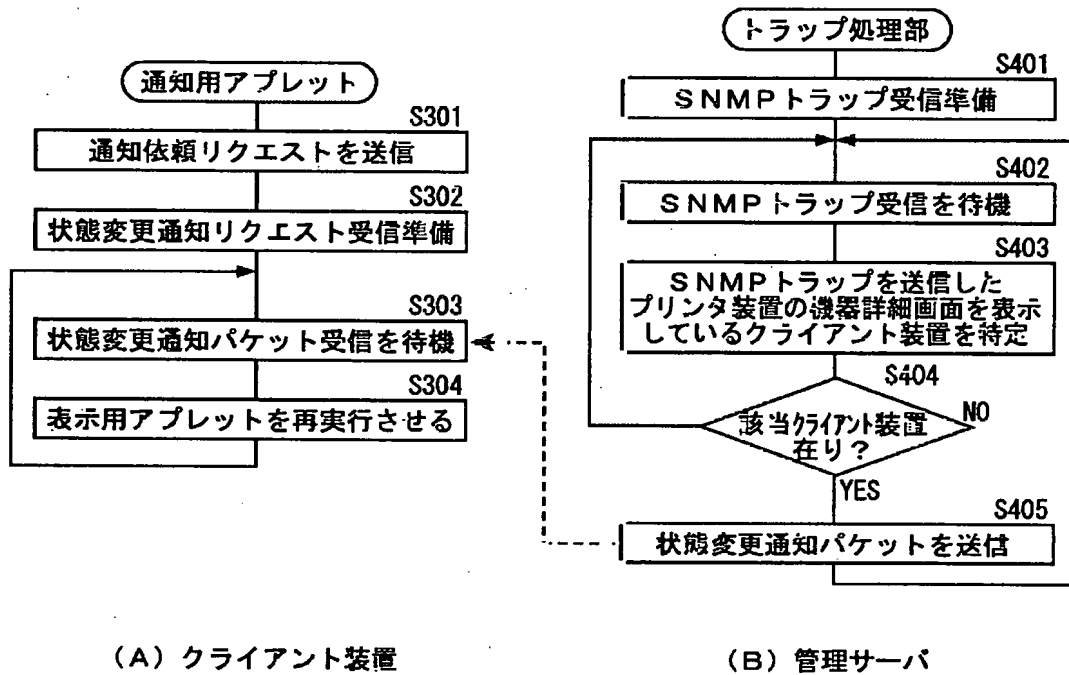 通知用アプレット
S301
通知依頼リクエストを送信
S302
状態変更通知リクエスト受信準備
S303
状態変更通知パケット受信を待機
S304
表示用アプレットを再実行させる
(A)クライアント装置
トラップ処理部
S401
SNMPトラップ受信準備
S402
SNMPトラップ受信を待機
S403
SNMPトラップを送信した
プリンタ装置の機器詳細画面を表示
しているクライアント装置を特定
S404
該当クライアント装置
在り?
NO
YES
S405
状態変更通知パケットを送信
(B)管理サーバ